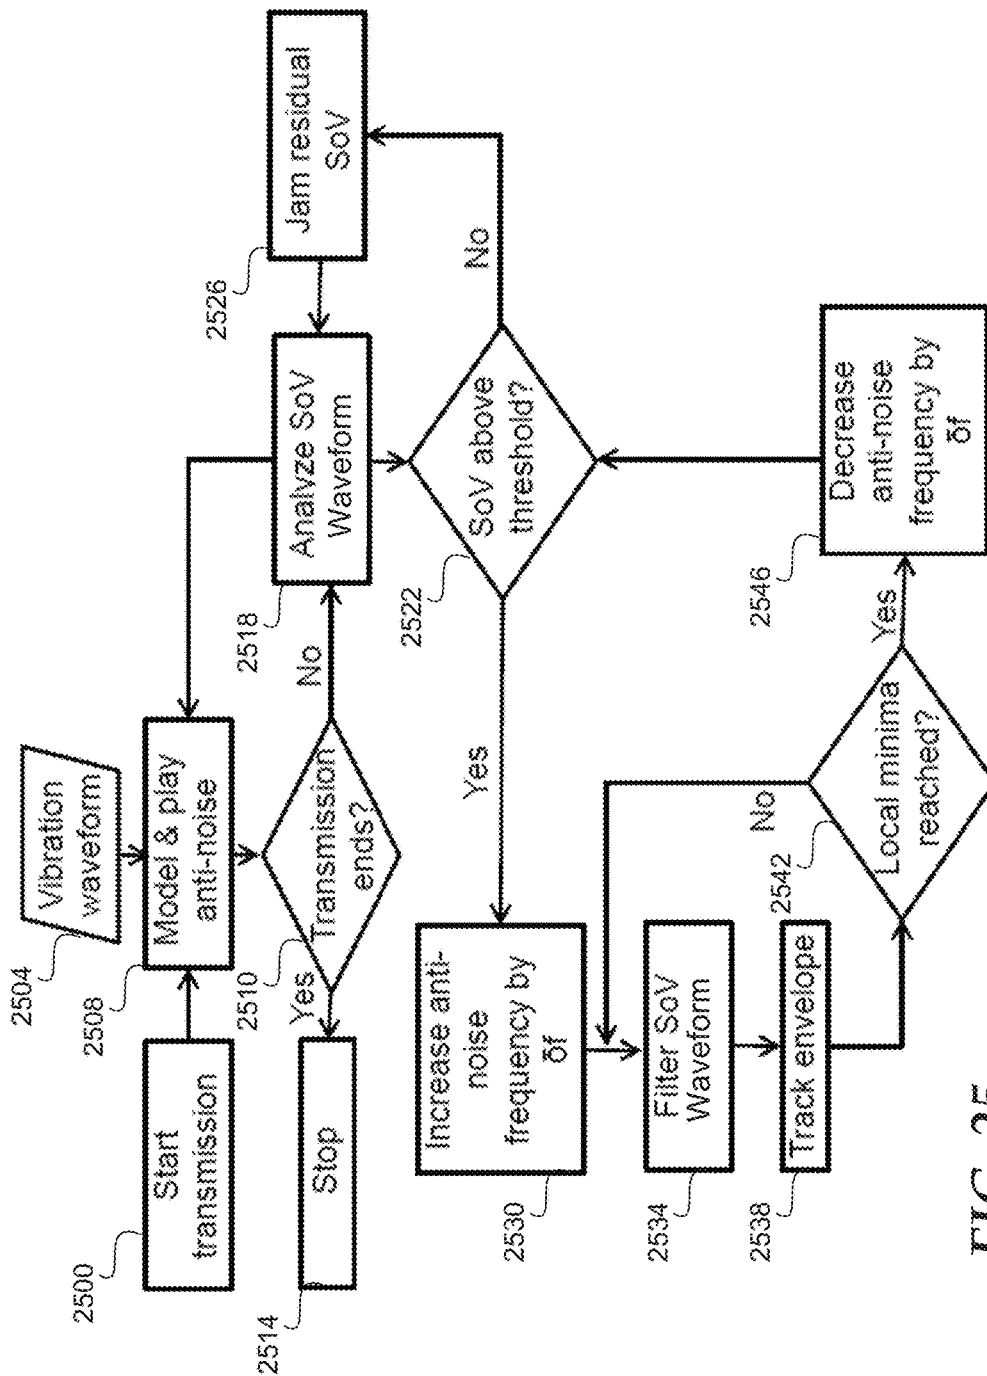 2500
Start
transmission
2504
Vibration
waveform
2508
Model & play
anti-noise
2510
Transmission
ends?
Yes
No
2514
Stop
2518
Analyze SoV
Waveform
2526
Jam residual
SoV
2522
SoV above
threshold?
Yes
No
2530
Increase anti-
noise
frequency by
δf
2534
Filter SoV
Waveform
2538
Track envelope
2542
Local minima
reached?
No
Yes
2546
Decrease
anti-noise
frequency by
δf
FIG. 25